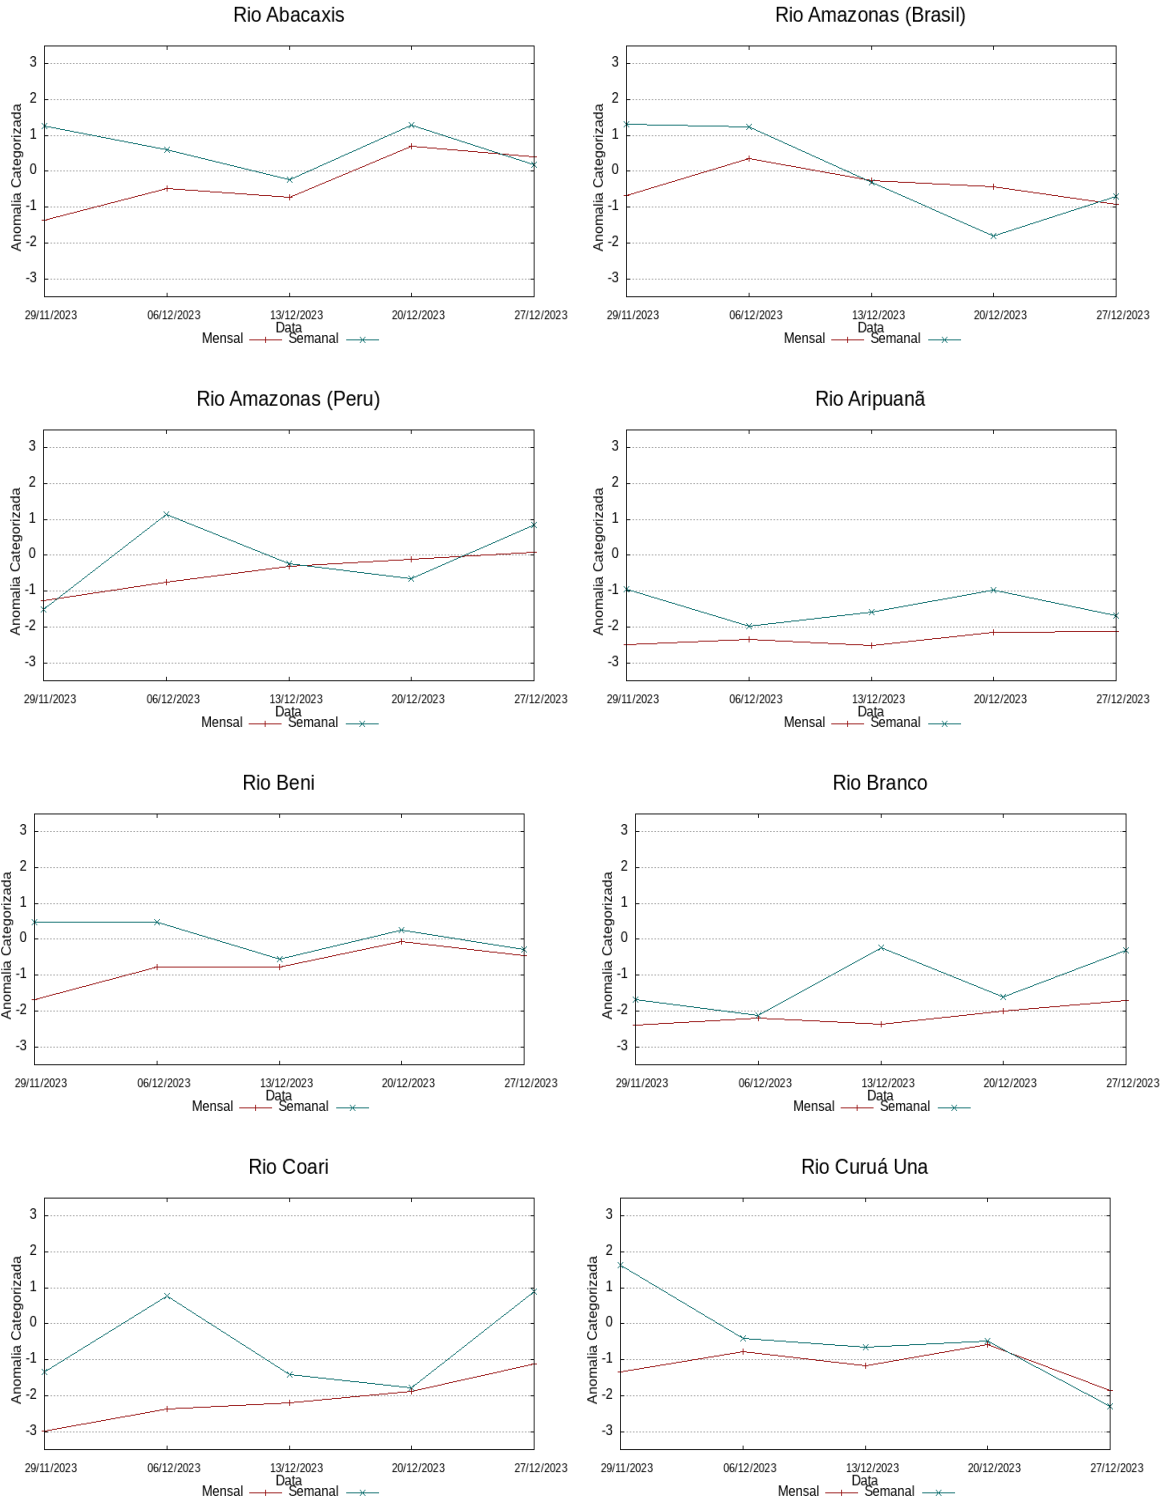 Rio Abacaxis
Anomalia Categorizada
3
2
1
0
-1
-2
-3
29/11/2023 06/12/2023 13/12/2023 20/12/2023 27/12/2023
Data
Mensal Semanal
Rio Amazonas (Brasil)
Anomalia Categorizada
3
2
1
0
-1
-2
-3
29/11/2023 06/12/2023 13/12/2023 20/12/2023 27/12/2023
Data
Mensal Semanal
Rio Amazonas (Peru)
Anomalia Categorizada
3
2
1
0
-1
-2
-3
29/11/2023 06/12/2023 13/12/2023 20/12/2023 27/12/2023
Data
Mensal Semanal
Rio Aripuanã
Anomalia Categorizada
3
2
1
0
-1
-2
-3
29/11/2023 06/12/2023 13/12/2023 20/12/2023 27/12/2023
Data
Mensal Semanal
Rio Beni
Anomalia Categorizada
3
2
1
0
-1
-2
-3
29/11/2023 06/12/2023 13/12/2023 20/12/2023 27/12/2023
Data
Mensal Semanal
Rio Branco
Anomalia Categorizada
3
2
1
0
-1
-2
-3
29/11/2023 06/12/2023 13/12/2023 20/12/2023 27/12/2023
Data
Mensal Semanal
Rio Coari
Anomalia Categorizada
3
2
1
0
-1
-2
-3
29/11/2023 06/12/2023 13/12/2023 20/12/2023 27/12/2023
Data
Mensal Semanal
Rio Curuá Una
Anomalia Categorizada
3
2
1
0
-1
-2
-3
29/11/2023 06/12/2023 13/12/2023 20/12/2023 27/12/2023
Data
Mensal Semanal